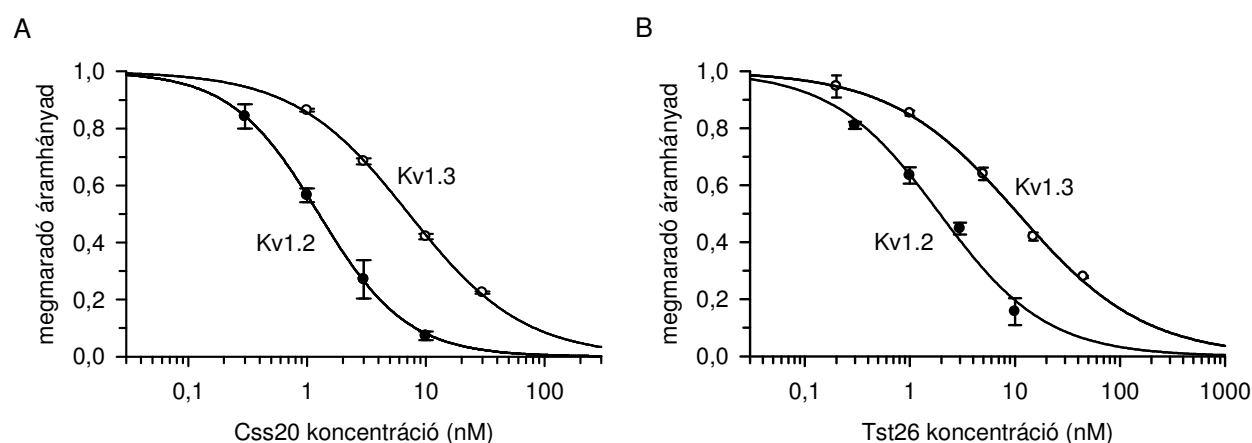 A
megmaradó áramhányad
1,0
0,8
0,6
0,4
0,2
0,0
Kv1.3
Kv1.2
0,1
1
10
100
Css20 koncentráció (nM)
B
megmaradó áramhányad
1,0
0,8
0,6
0,4
0,2
0,0
Kv1.3
Kv1.2
0,1
1
10
100
1000
Tst26 koncentráció (nM)